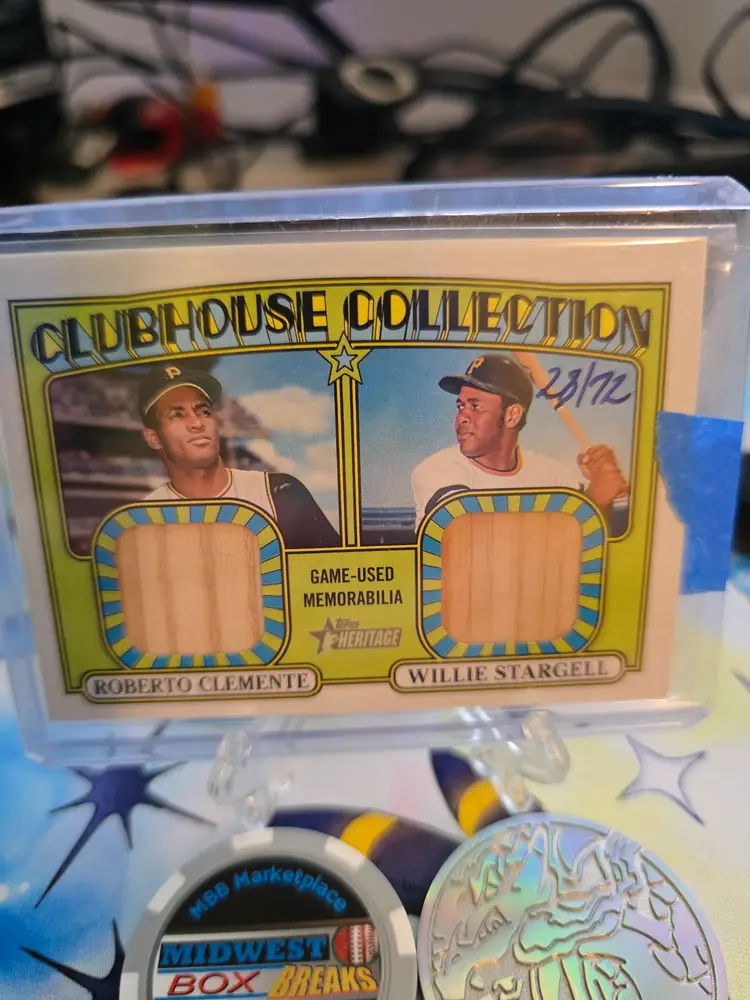 CLUBHOUSE COLLECTION
P
P
28/72
GAME-USED
MEMORABILIA
Topps
HERITAGE
ROBERTO CLEMENTE
WILLIE STARGELL
MBB Marketplace
MIDWEST
BOX BREAKS